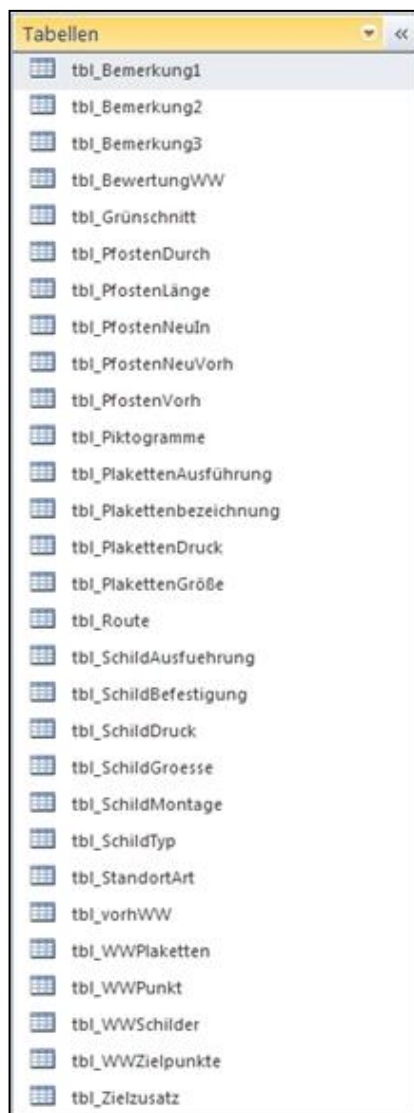 Tabellen
tbl_Bemerkung1
tbl_Bemerkung2
tbl_Bemerkung3
tbl_BewertungWW
tbl_Grünschnitt
tbl_PfostenDurch
tbl_PfostenLänge
tbl_PfostenNeuIn
tbl_PfostenNeuVorh
tbl_PfostenVorh
tbl_Piktogramme
tbl_PlakettenAusführung
tbl_Plakettenbezeichnung
tbl_PlakettenDruck
tbl_PlakettenGröße
tbl_Route
tbl_SchildAusfuehrung
tbl_SchildBefestigung
tbl_SchildDruck
tbl_SchildGroesse
tbl_SchildMontage
tbl_SchildTyp
tbl_StandortArt
tbl_vorhWW
tbl_WWPlaketten
tbl_WWPunkt
tbl_WWSchilder
tbl_WWZielpunkte
tbl_Zielzusatz